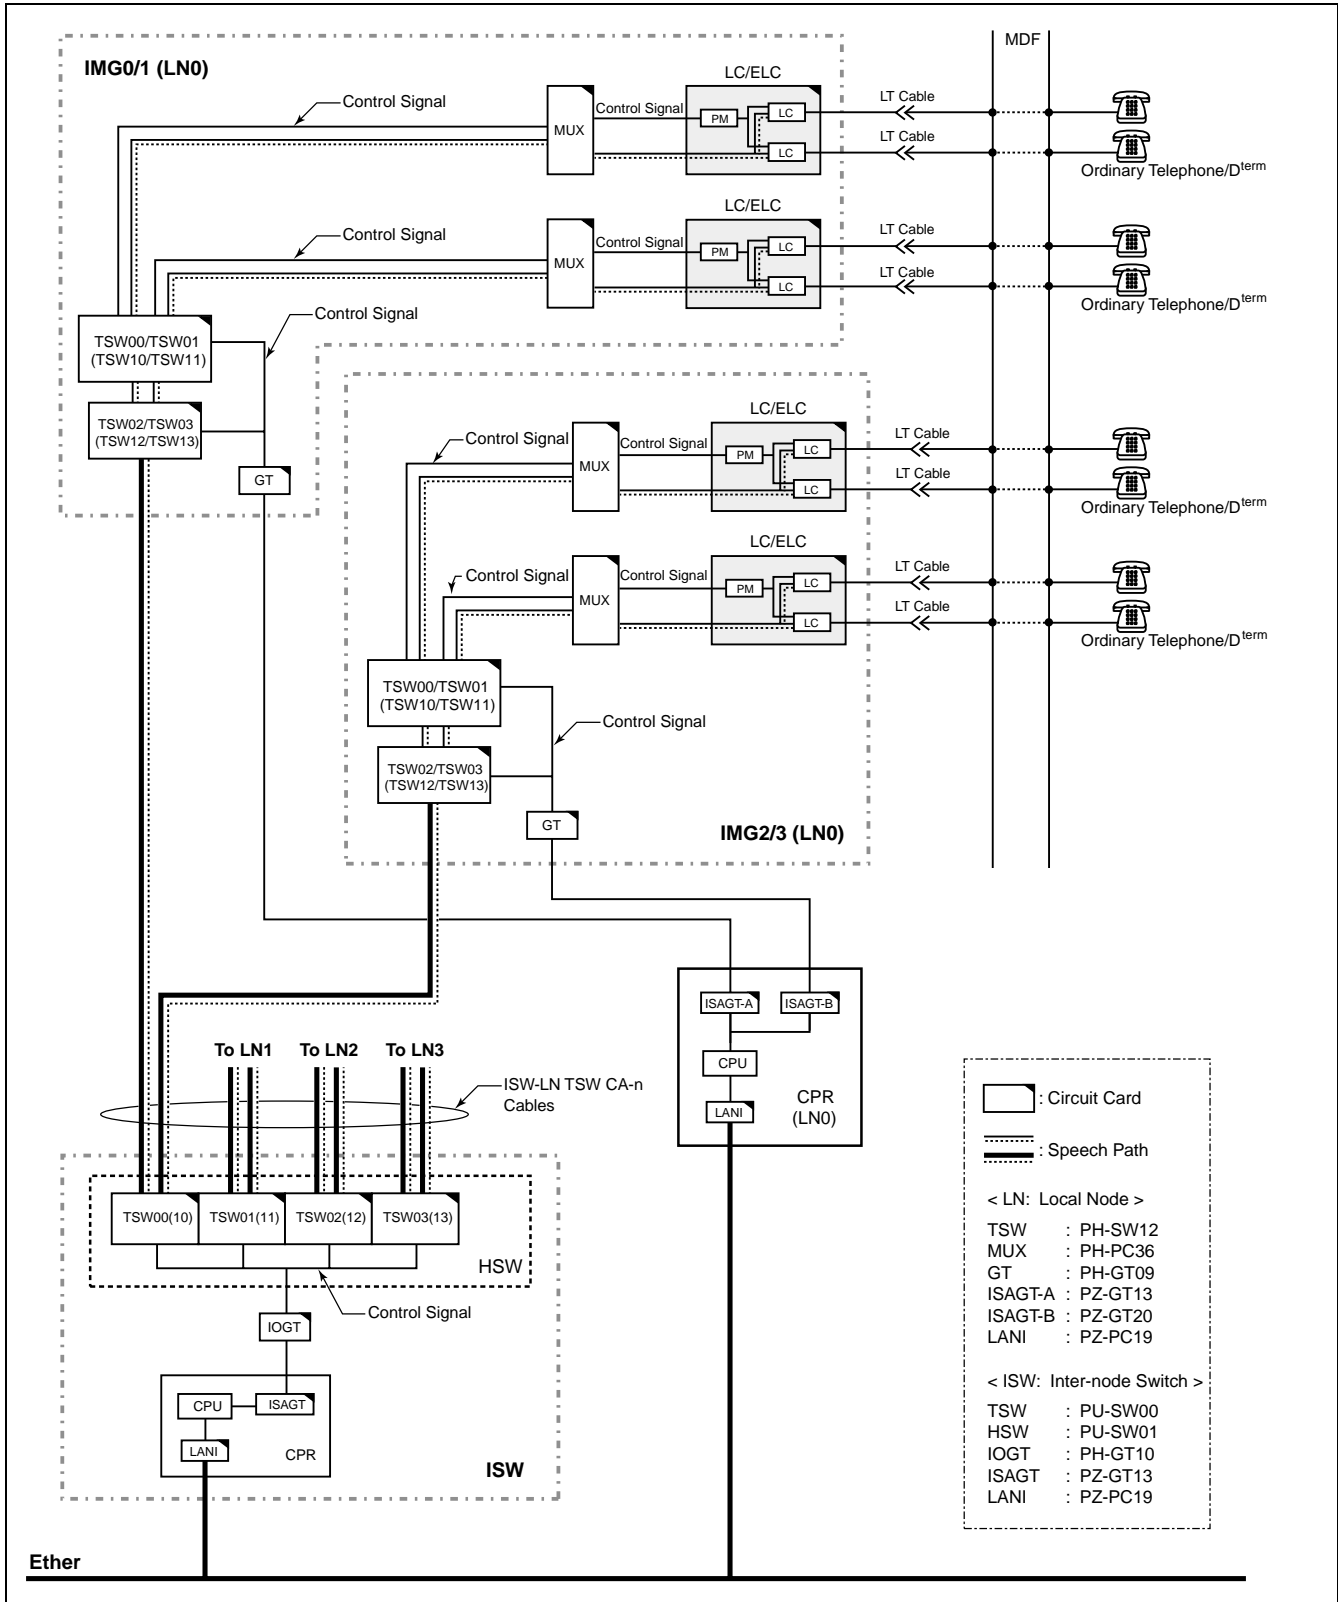 MDF
IMG0/1 (LN0)
LC/ELC
Control Signal
MUX
Control Signal
PM
LC
LC
LT Cable
LT Cable
Ordinary Telephone/Dterm
LC/ELC
Control Signal
MUX
Control Signal
PM
LC
LC
LT Cable
LT Cable
Ordinary Telephone/Dterm
Control Signal
TSW00/TSW01
(TSW10/TSW11)
TSW02/TSW03
(TSW12/TSW13)
GT
LC/ELC
Control Signal
MUX
Control Signal
PM
LC
LC
LT Cable
LT Cable
Ordinary Telephone/Dterm
LC/ELC
Control Signal
MUX
Control Signal
PM
LC
LC
LT Cable
LT Cable
Ordinary Telephone/Dterm
TSW00/TSW01
(TSW10/TSW11)
Control Signal
TSW02/TSW03
(TSW12/TSW13)
GT
IMG2/3 (LN0)
ISAGT-A
ISAGT-B
CPU
LANI
CPR
(LN0)
To LN1
To LN2
To LN3
ISW-LN TSW CA-n
Cables
TSW00(10)
TSW01(11)
TSW02(12)
TSW03(13)
HSW
Control Signal
IOGT
CPU
ISAGT
LANI
CPR
ISW
Ether
: Circuit Card
: Speech Path
< LN: Local Node >
TSW : PH-SW12
MUX : PH-PC36
GT : PH-GT09
ISAGT-A : PZ-GT13
ISAGT-B : PZ-GT20
LANI : PZ-PC19
< ISW: Inter-node Switch >
TSW : PU-SW00
HSW : PU-SW01
IOGT : PH-GT10
ISAGT : PZ-GT13
LANI : PZ-PC19